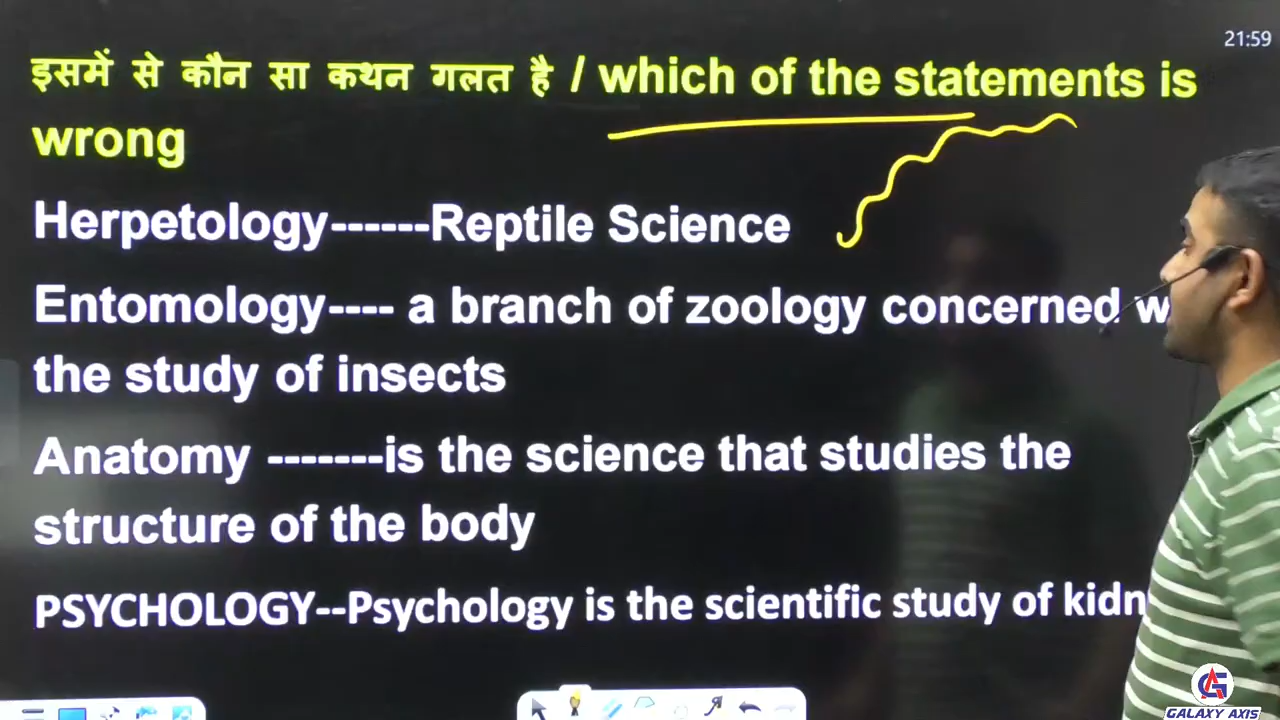 21:59
इसमें से कौन सा कथन गलत है / which of the statements is
wrong
Herpetology------Reptile Science
Entomology---- a branch of zoology concerned
the study of insects
Anatomy -------is the science that studies the
structure of the body
PSYCHOLOGY--Psychology is the scientific study of
GALAXY AXIS